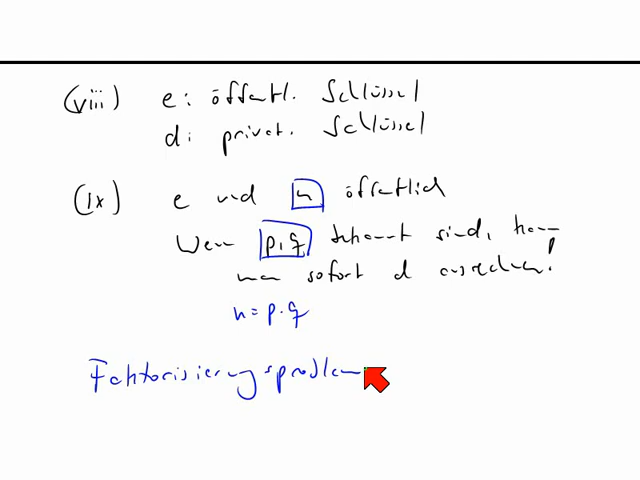 (viii) e: öffentl. Schlüssel
d: privat. Schlüssel
(ix) e und n öffentlich
Wenn p,q bekannt sind, kann
man sofort d ausrechnen!
n = p·q
Faktorisierungsproblem